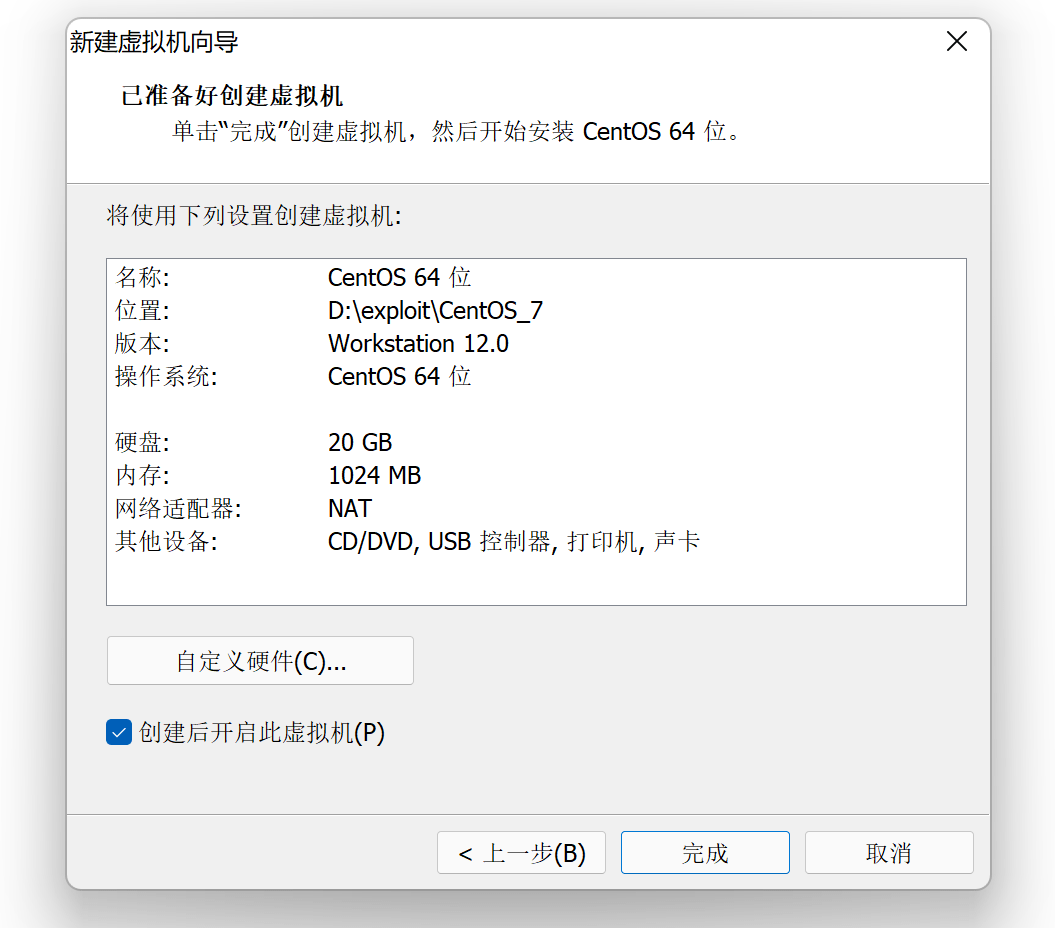 新建虚拟机向导
已准备好创建虚拟机
单击“完成”创建虚拟机，然后开始安装 CentOS 64 位。
将使用下列设置创建虚拟机:
名称: CentOS 64 位
位置: D:\exploit\CentOS_7
版本: Workstation 12.0
操作系统: CentOS 64 位
硬盘: 20 GB
内存: 1024 MB
网络适配器: NAT
其他设备: CD/DVD, USB 控制器, 打印机, 声卡
自定义硬件(C)...
创建后开启此虚拟机(P)
< 上一步(B) 完成 取消